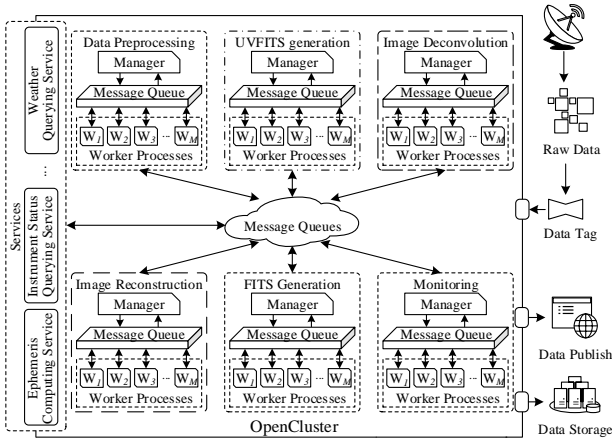 Services
Weather
Querying Service
...
Instrument Status
Querying Service
Ephemeris
Computing Service
Data Preprocessing
Manager
Message Queue
W1 W2 W3 ... WM
Worker Processes
UVFITS generation
Manager
Message Queue
W1 W2 W3 ... WM
Worker Processes
Image Deconvolution
Manager
Message Queue
W1 W2 W3 ... WM
Worker Processes
Message Queues
Image Reconstruction
Manager
Message Queue
W1 W2 W3 ... WM
Worker Processes
FITS Generation
Manager
Message Queue
W1 W2 W3 ... WM
Worker Processes
Monitoring
Manager
Message Queue
W1 W2 W3 ... WM
Worker Processes
OpenCluster
Raw Data
Data Tag
Data Publish
Data Storage